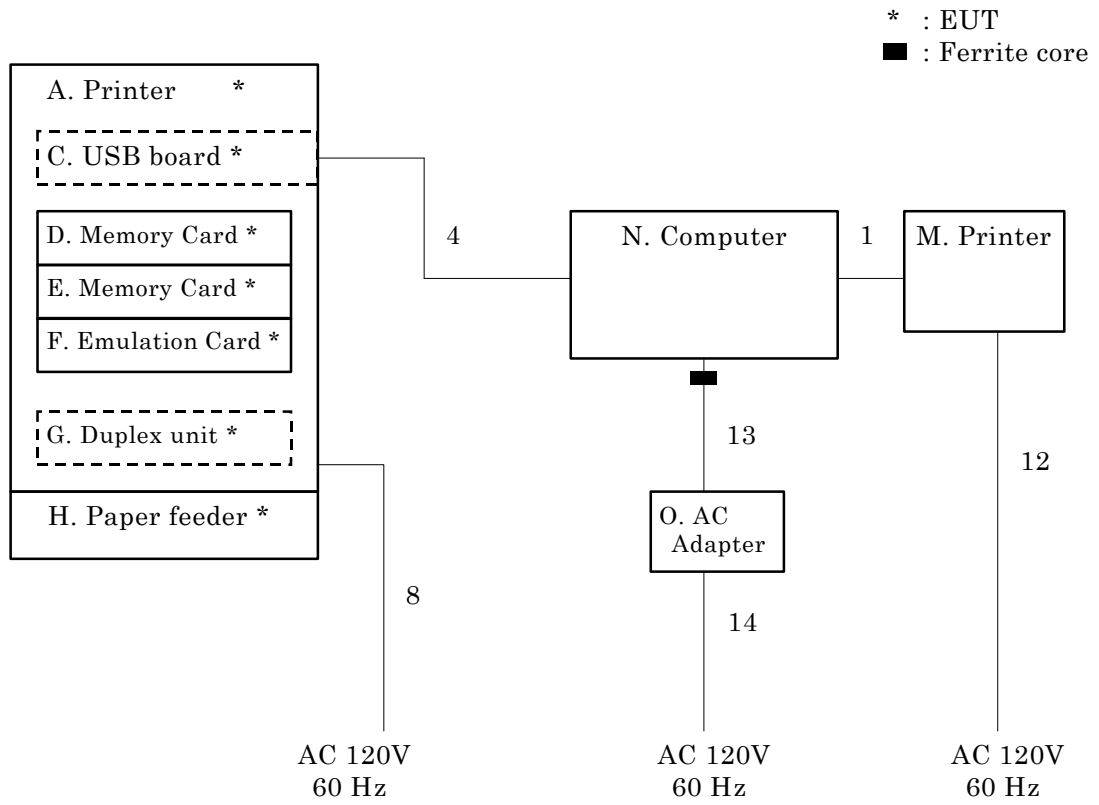 * : EUT
: Ferrite core
A. Printer *
C. USB board *
D. Memory Card *
E. Memory Card *
F. Emulation Card *
G. Duplex unit *
H. Paper feeder *
4
N. Computer
1
M. Printer
13
12
O. AC
Adapter
8
14
AC 120V
60 Hz
AC 120V
60 Hz
AC 120V
60 Hz